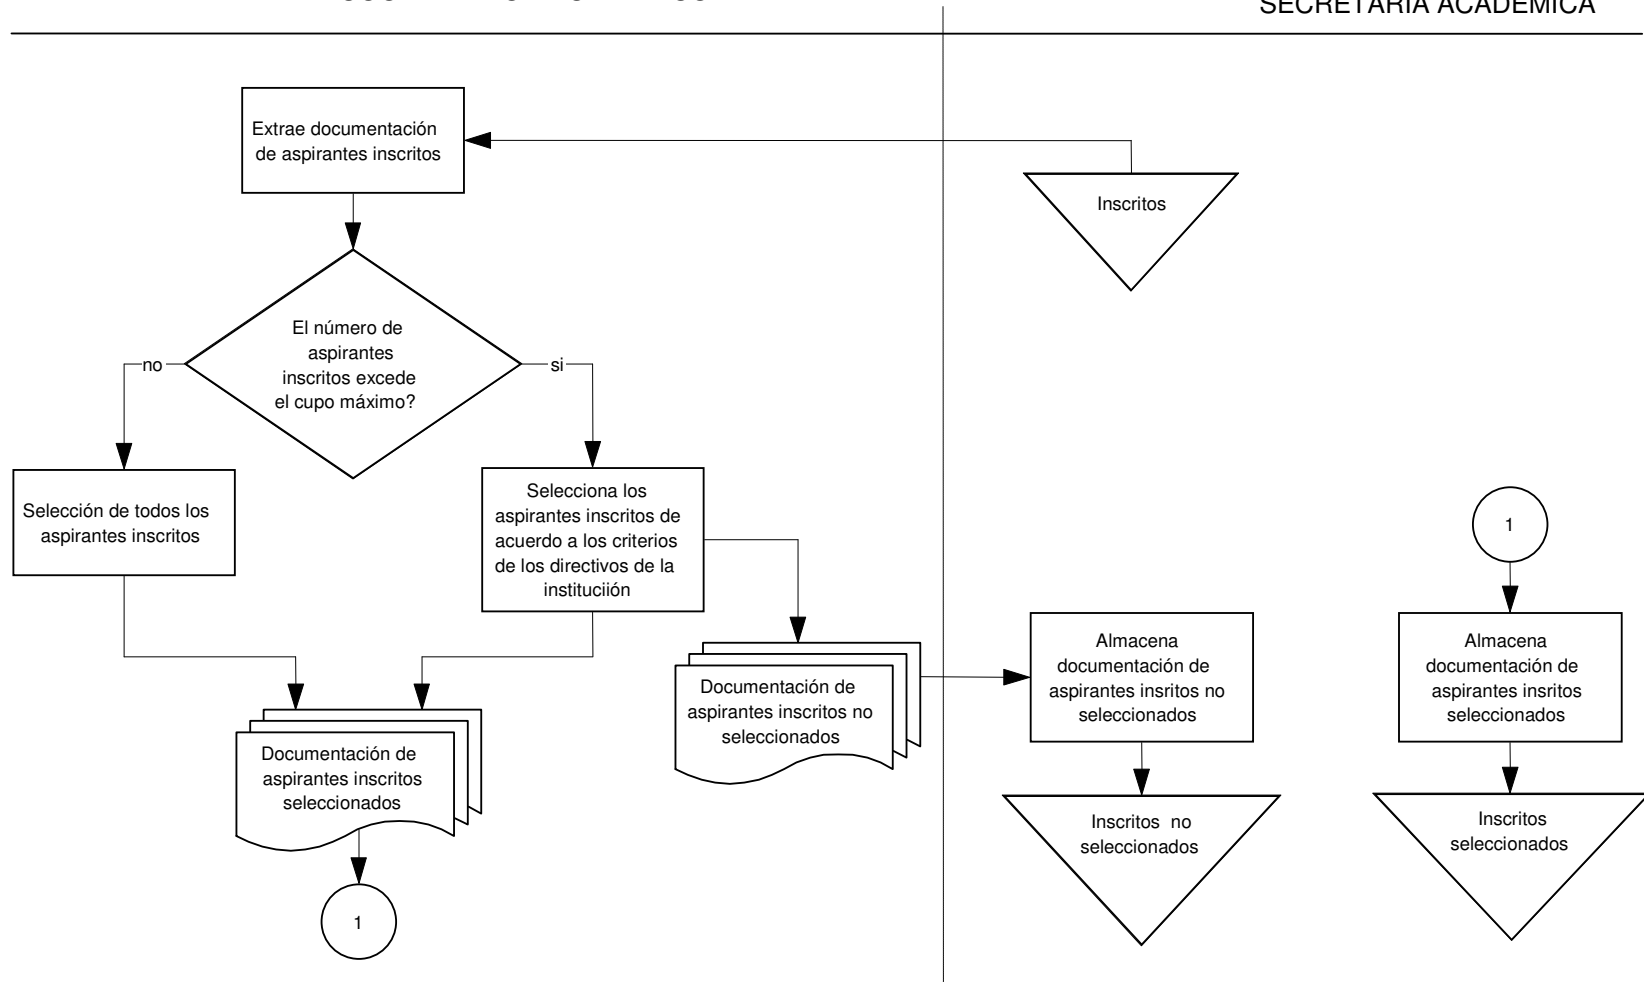 SECRETARIA ACADEMICA
Extrae documentación
de aspirantes inscritos
Inscritos
El número de
aspirantes
inscritos excede
el cupo máximo?
no
si
Selección de todos los
aspirantes inscritos
Selecciona los
aspirantes inscritos de
acuerdo a los criterios
de los directivos de la
instituciión
1
Documentación de
aspirantes inscritos no
seleccionados
Almacena
documentación de
aspirantes insritos no
seleccionados
Almacena
documentación de
aspirantes insritos
seleccionados
Documentación de
aspirantes inscritos
seleccionados
Inscritos no
seleccionados
Inscritos
seleccionados
1